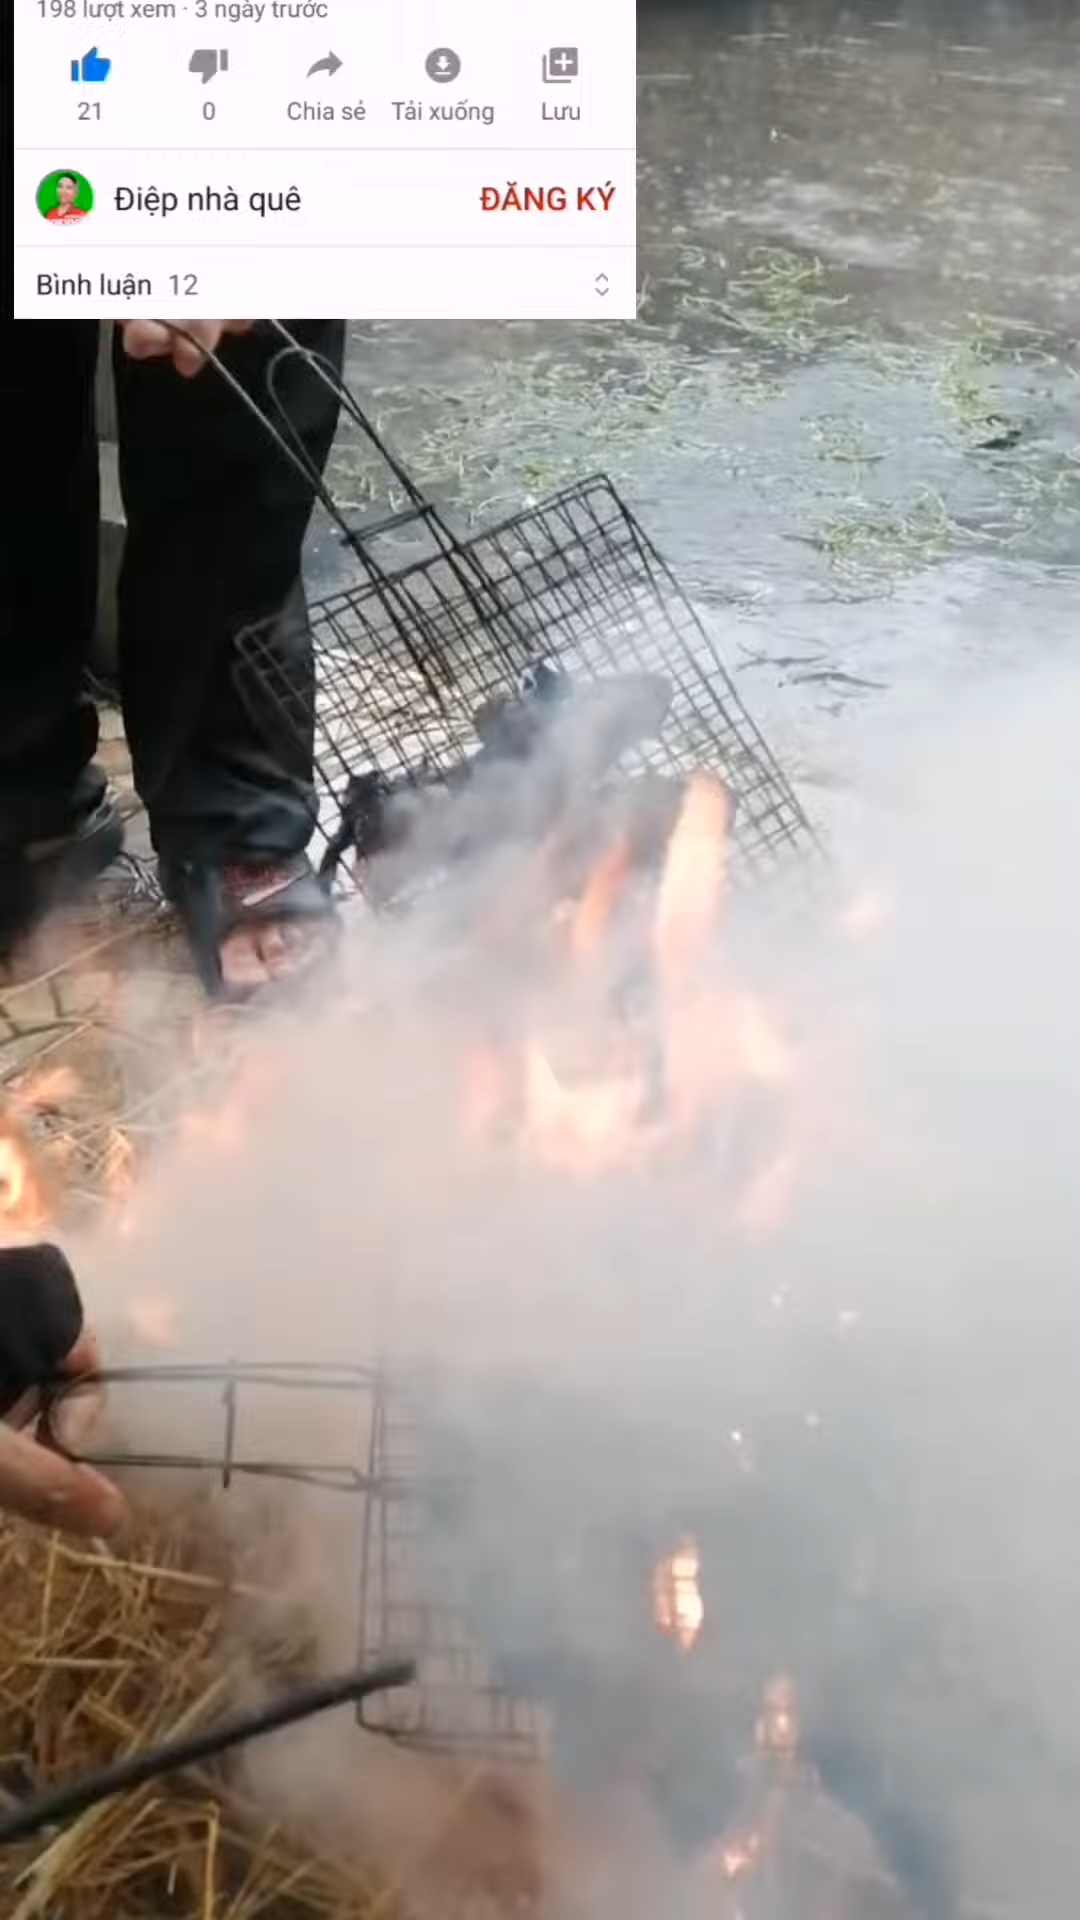 198 lượt xem · 3 ngày trước
21
0
Chia sẻ
Tải xuống
Lưu
Điệp nhà quê
ĐĂNG KÝ
Bình luận 12